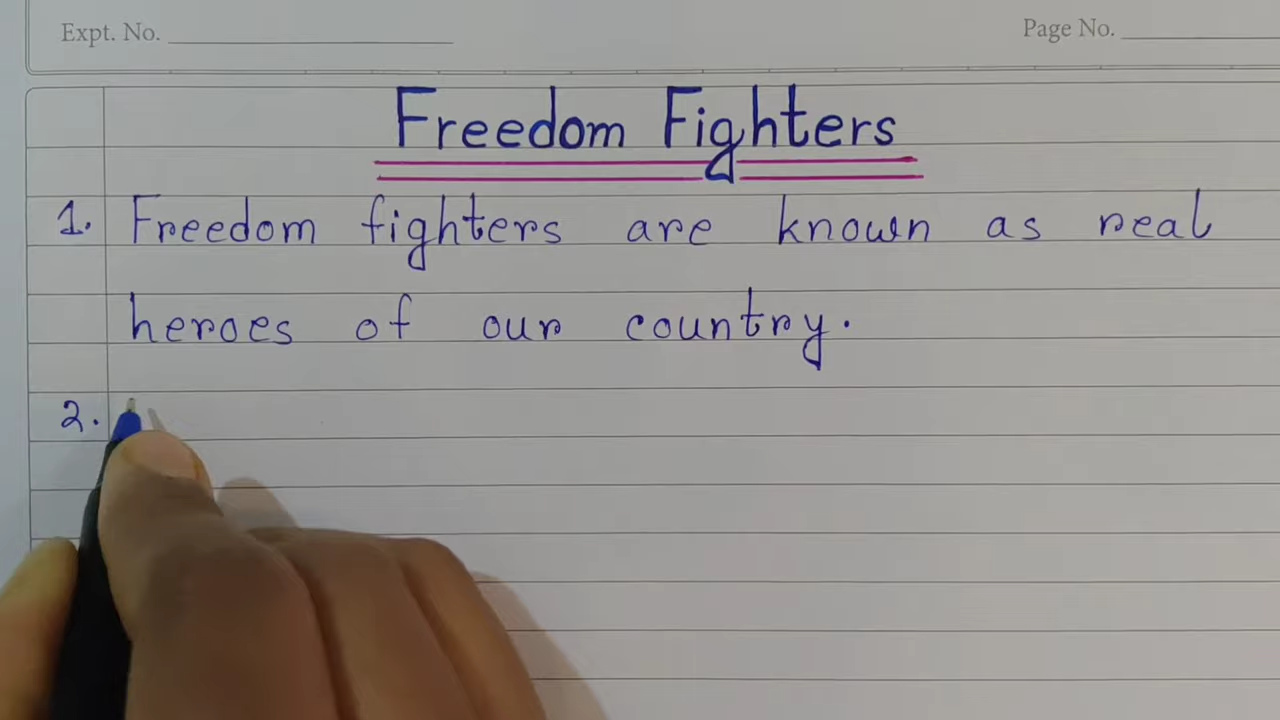 Expt. No.
Page No.
Freedom Fighters
1. Freedom fighters are known as real
heroes of our country.
2.